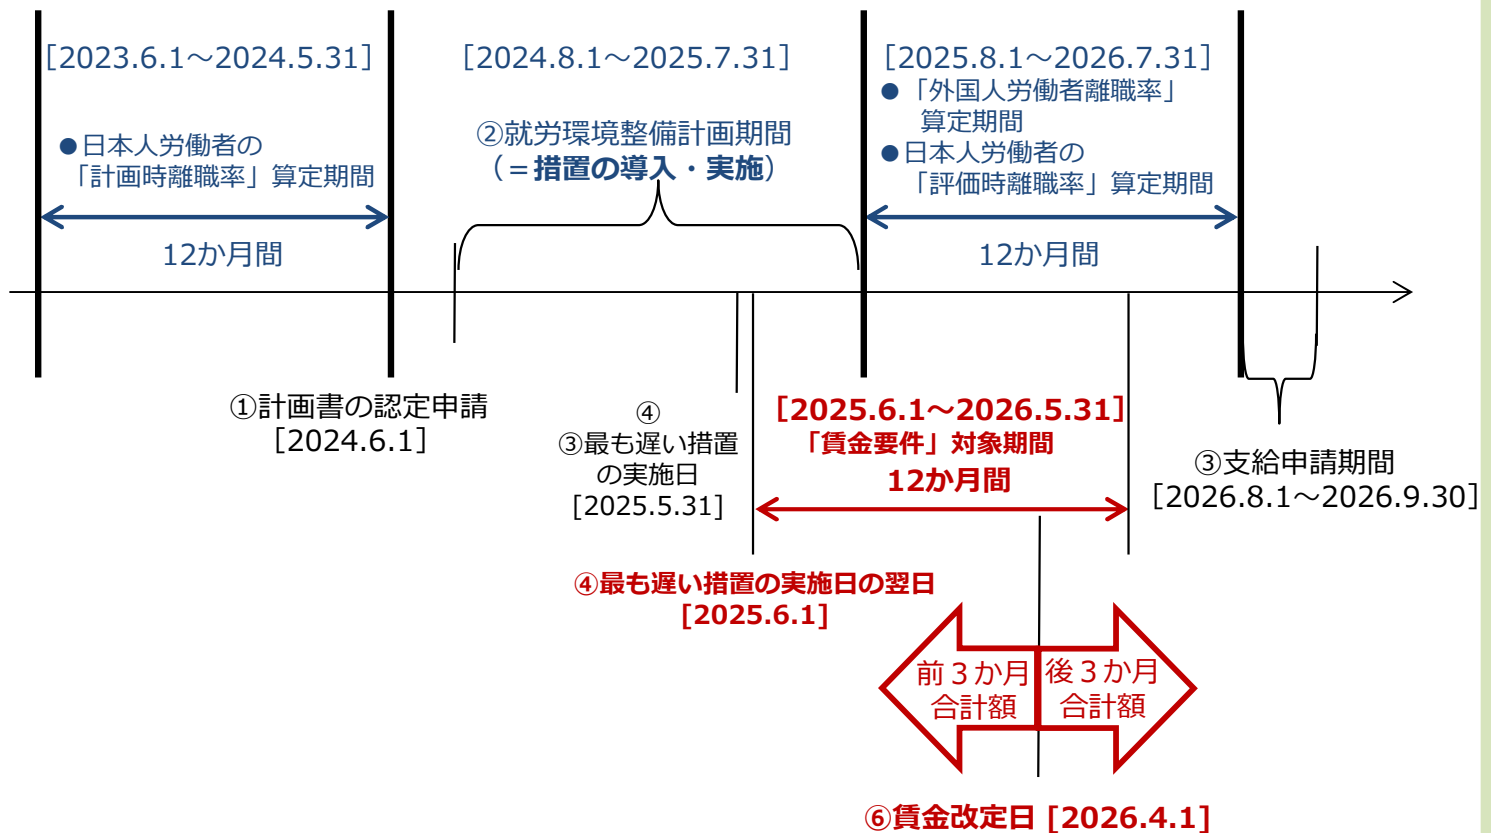 [2023.6.1～2024.5.31]
●日本人労働者の
「計画時離職率」算定期間
12か月間
[2024.8.1～2025.7.31]
②就労環境整備計画期間
（＝措置の導入・実施）
[2025.8.1～2026.7.31]
●「外国人労働者離職率」
算定期間
●日本人労働者の
「評価時離職率」算定期間
12か月間
①計画書の認定申請
[2024.6.1]
④
③最も遅い措置
の実施日
[2025.5.31]
[2025.6.1～2026.5.31]
「賃金要件」対象期間
12か月間
③支給申請期間
[2026.8.1～2026.9.30]
④最も遅い措置の実施日の翌日
[2025.6.1]
前３か月
合計額
後３か月
合計額
⑥賃金改定日 [2026.4.1]